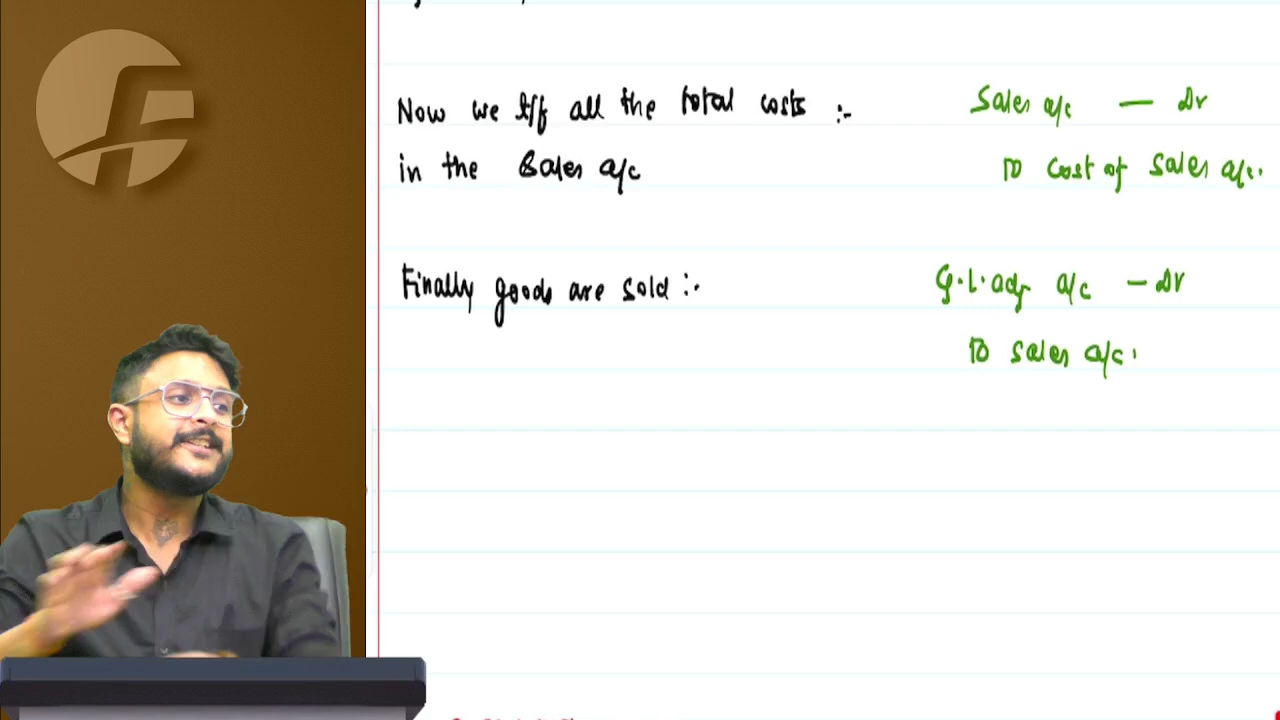 Now we t/f all the total costs :-
in the Sales a/c
Sales a/c — Dr
To Cost of Sales a/c.
Finally goods are sold :-
G.L. adj a/c — Dr
To Sales a/c.